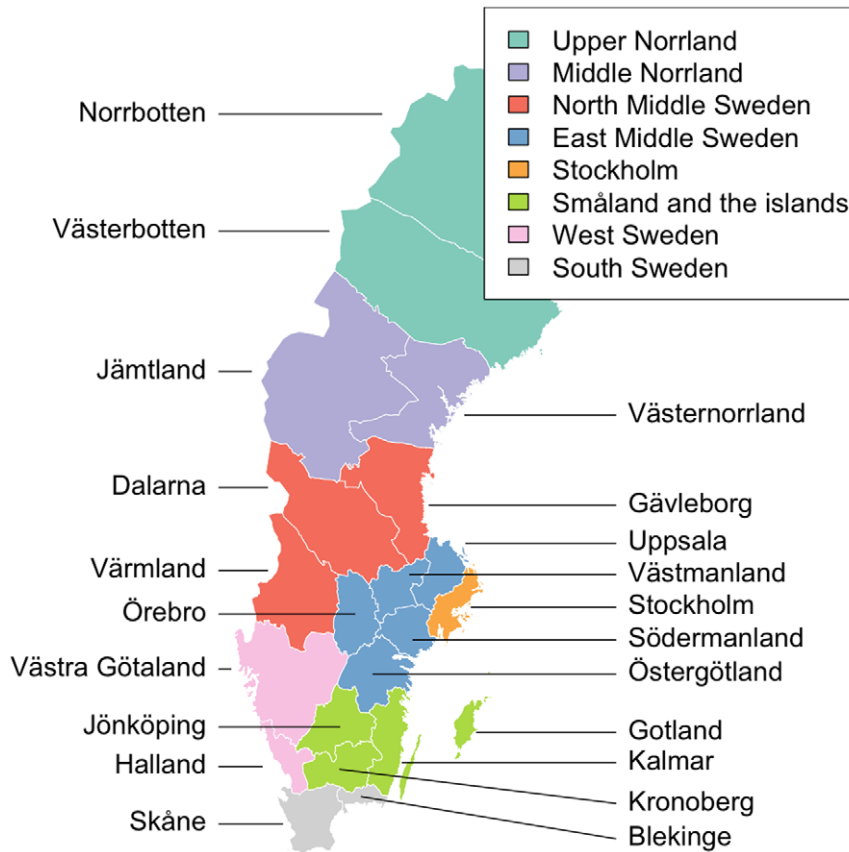 Upper Norrland
Middle Norrland
North Middle Sweden
East Middle Sweden
Stockholm
Småland and the islands
West Sweden
South Sweden
Norrbotten
Västerbotten
Jämtland
Västernorrland
Dalarna
Gävleborg
Uppsala
Värmland
Västmanland
Örebro
Stockholm
Södermanland
Västra Götaland
Östergötland
Jönköping
Gotland
Halland
Kalmar
Kronoberg
Skåne
Blekinge